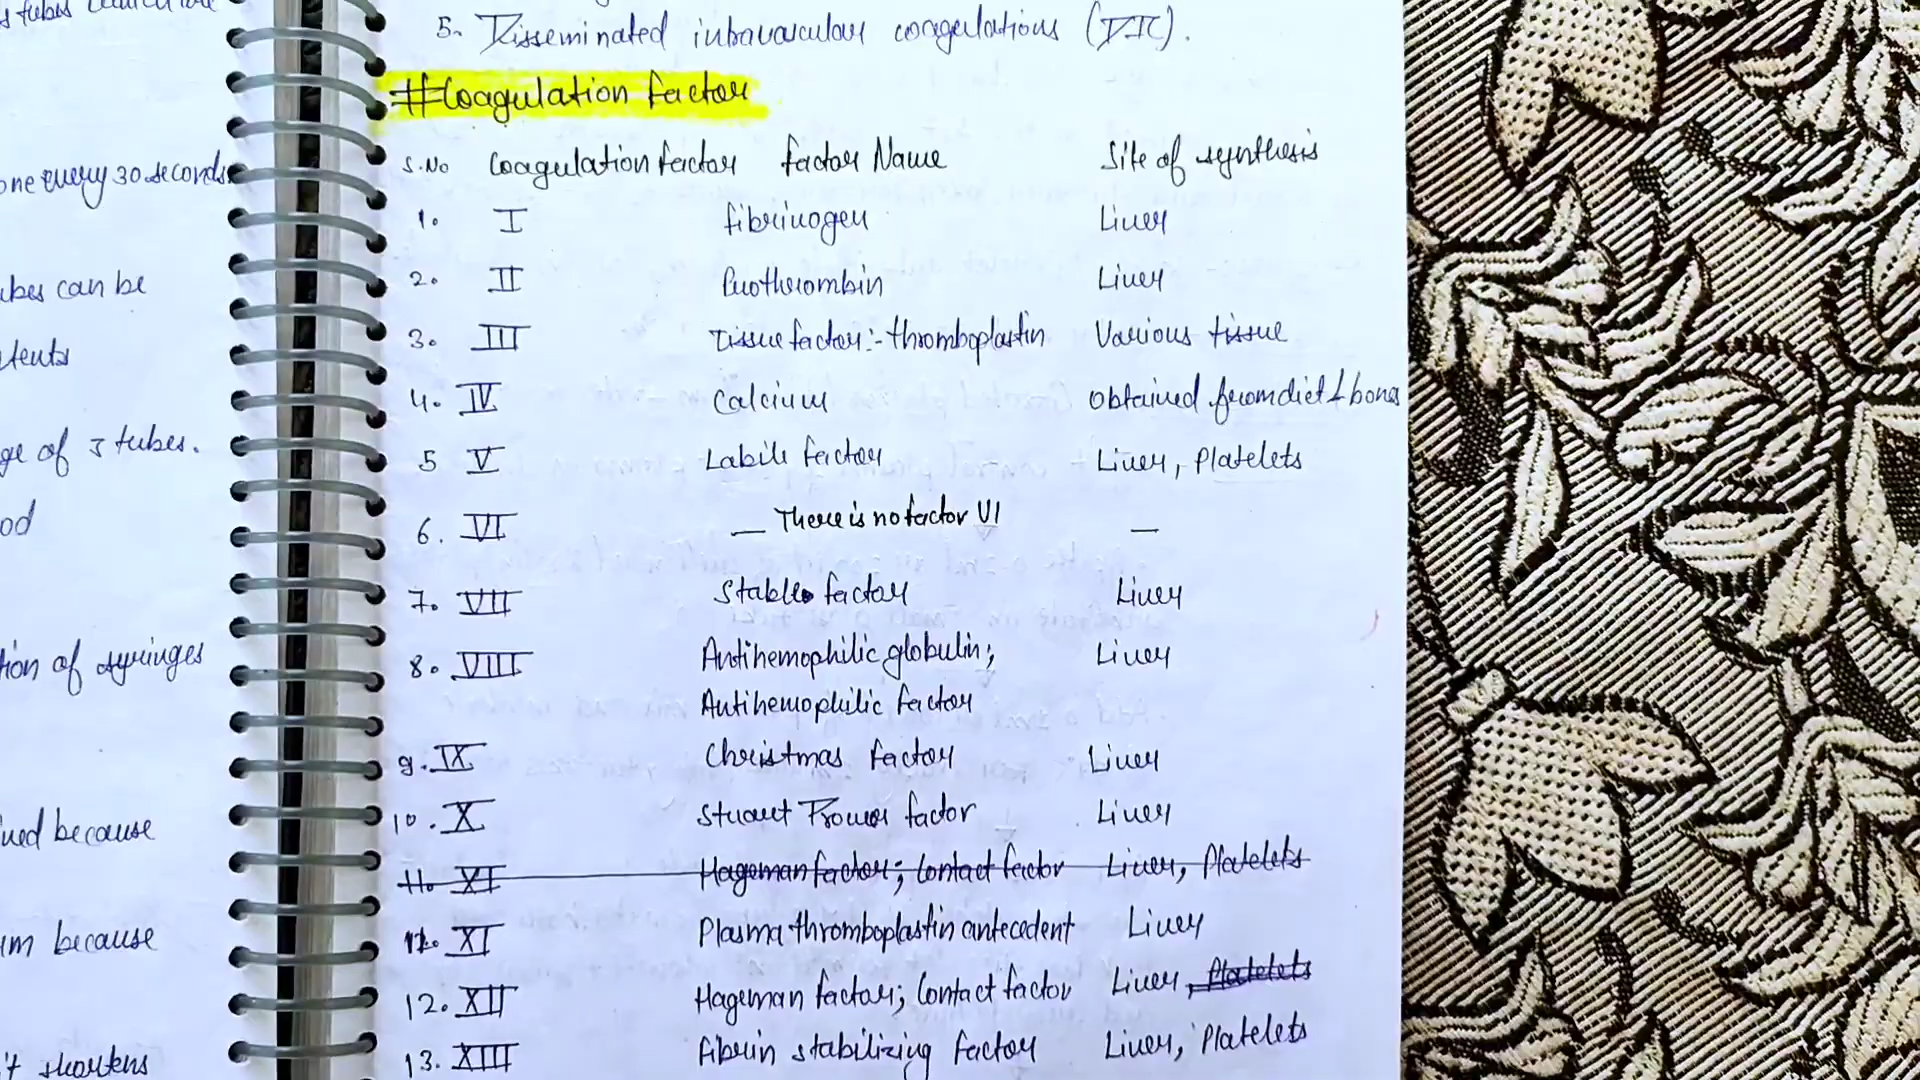 5. Disseminated intravascular coagulations (DIC).
#Coagulation factor
S.No Coagulation factor factor Name Site of synthesis
1. I fibrinogen Liver
2. II Prothrombin Liver
3. III Tissue factor:- thromboplastin Various tissue
4. IV Calcium obtained from diet & bones
5 V Labile factor Liver, Platelets
6. VI — There is no factor VI —
7. VII Stable factor Liver
8. VIII Antihemophilic globulin; Liver
Antihemophilic factor
9. IX Christmas factor Liver
10. X Stuart Prower factor Liver
11. XI Hageman factor; Contact factor Liver, Platelets
11. XI Plasma thromboplastin antecedent Liver
12. XII Hageman factor; Contact factor Liver, Platelets
13. XIII fibrin stabilizing factor Liver, Platelets
one every 30 seconds
ubes can be
tents
ge of 3 tubes.
od
tion of syringes
ined because
um because
it shortens